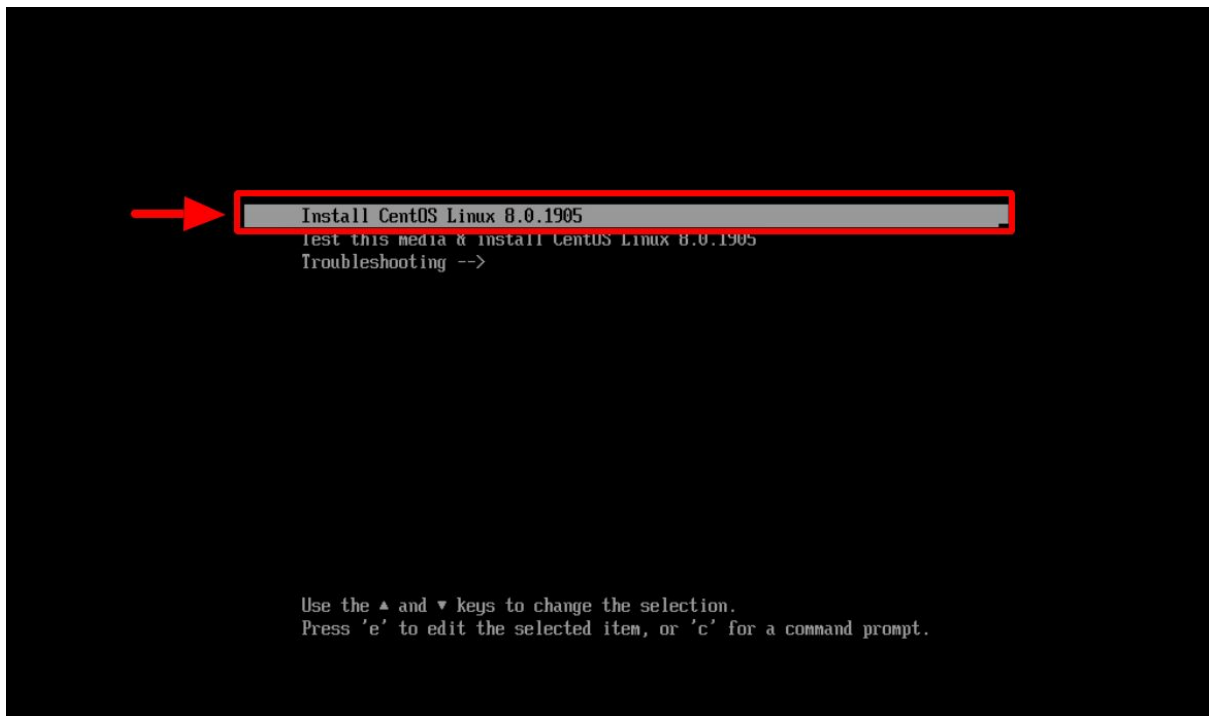 Install CentOS Linux 8.0.1905
Test this media & install CentOS Linux 8.0.1905
Troubleshooting -->
Use the ▲ and ▼ keys to change the selection.
Press 'e' to edit the selected item, or 'c' for a command prompt.